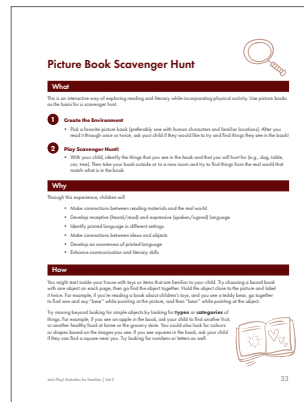 Picture Book Scavenger Hunt
What
This is an interactive way of exploring reading and literacy while incorporating physical activity. Use picture books
as the basis for a scavenger hunt.
1 Create the Environment
• Pick a favorite picture book (preferably one with human characters and familiar locations). After you
read it through once or twice, ask your child if they would like to try and find things they see in the book!
2 Play Scavenger Hunt!
• With your child, identify the things that you see in the book and that you will hunt for (e.g., dog, table,
car, tree). Then take your book outside or to a new room and try to find things from the real world that
match what is in the book.
Why
Through this experience, children will
• Make connections between reading materials and the real world
• Develop receptive (heard/read) and expressive (spoken/signed) language
• Identify printed language in different settings
• Make connections between ideas and objects
• Develop an awareness of printed language
• Enhance communication and literacy skills
How
You might start inside your house with toys or items that are familiar to your child. Try choosing a board book
with one object on each page, then go find the object together. Hold the object close to the picture and label
it twice. For example, if you're reading a book about children's toys, and you see a teddy bear, go together
to find one and say "bear" while pointing at the picture, and then "bear" while pointing at the object.
Try moving beyond looking for simple objects by looking for types or categories of
things. For example, if you see an apple in the book, ask your child to find another fruit,
or another healthy food at home or the grocery store. You could also look for colours
or shapes based on the images you see. If you see squares in the book, ask your child
if they can find a square near you. Try looking for numbers or letters as well.
Let's Play! Activities for Families | Set 2
33